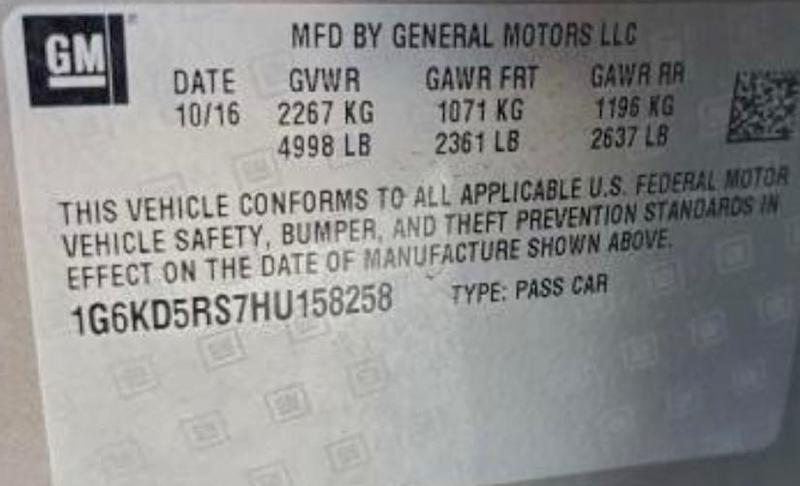 GM
MFD BY GENERAL MOTORS LLC
DATE GVWR GAWR FRT GAWR RR
10/16 2267 KG 1071 KG 1196 KG
4998 LB 2361 LB 2637 LB
THIS VEHICLE CONFORMS TO ALL APPLICABLE U.S. FEDERAL MOTOR
VEHICLE SAFETY, BUMPER, AND THEFT PREVENTION STANDARDS IN
EFFECT ON THE DATE OF MANUFACTURE SHOWN ABOVE.
1G6KD5RS7HU158258 TYPE: PASS CAR